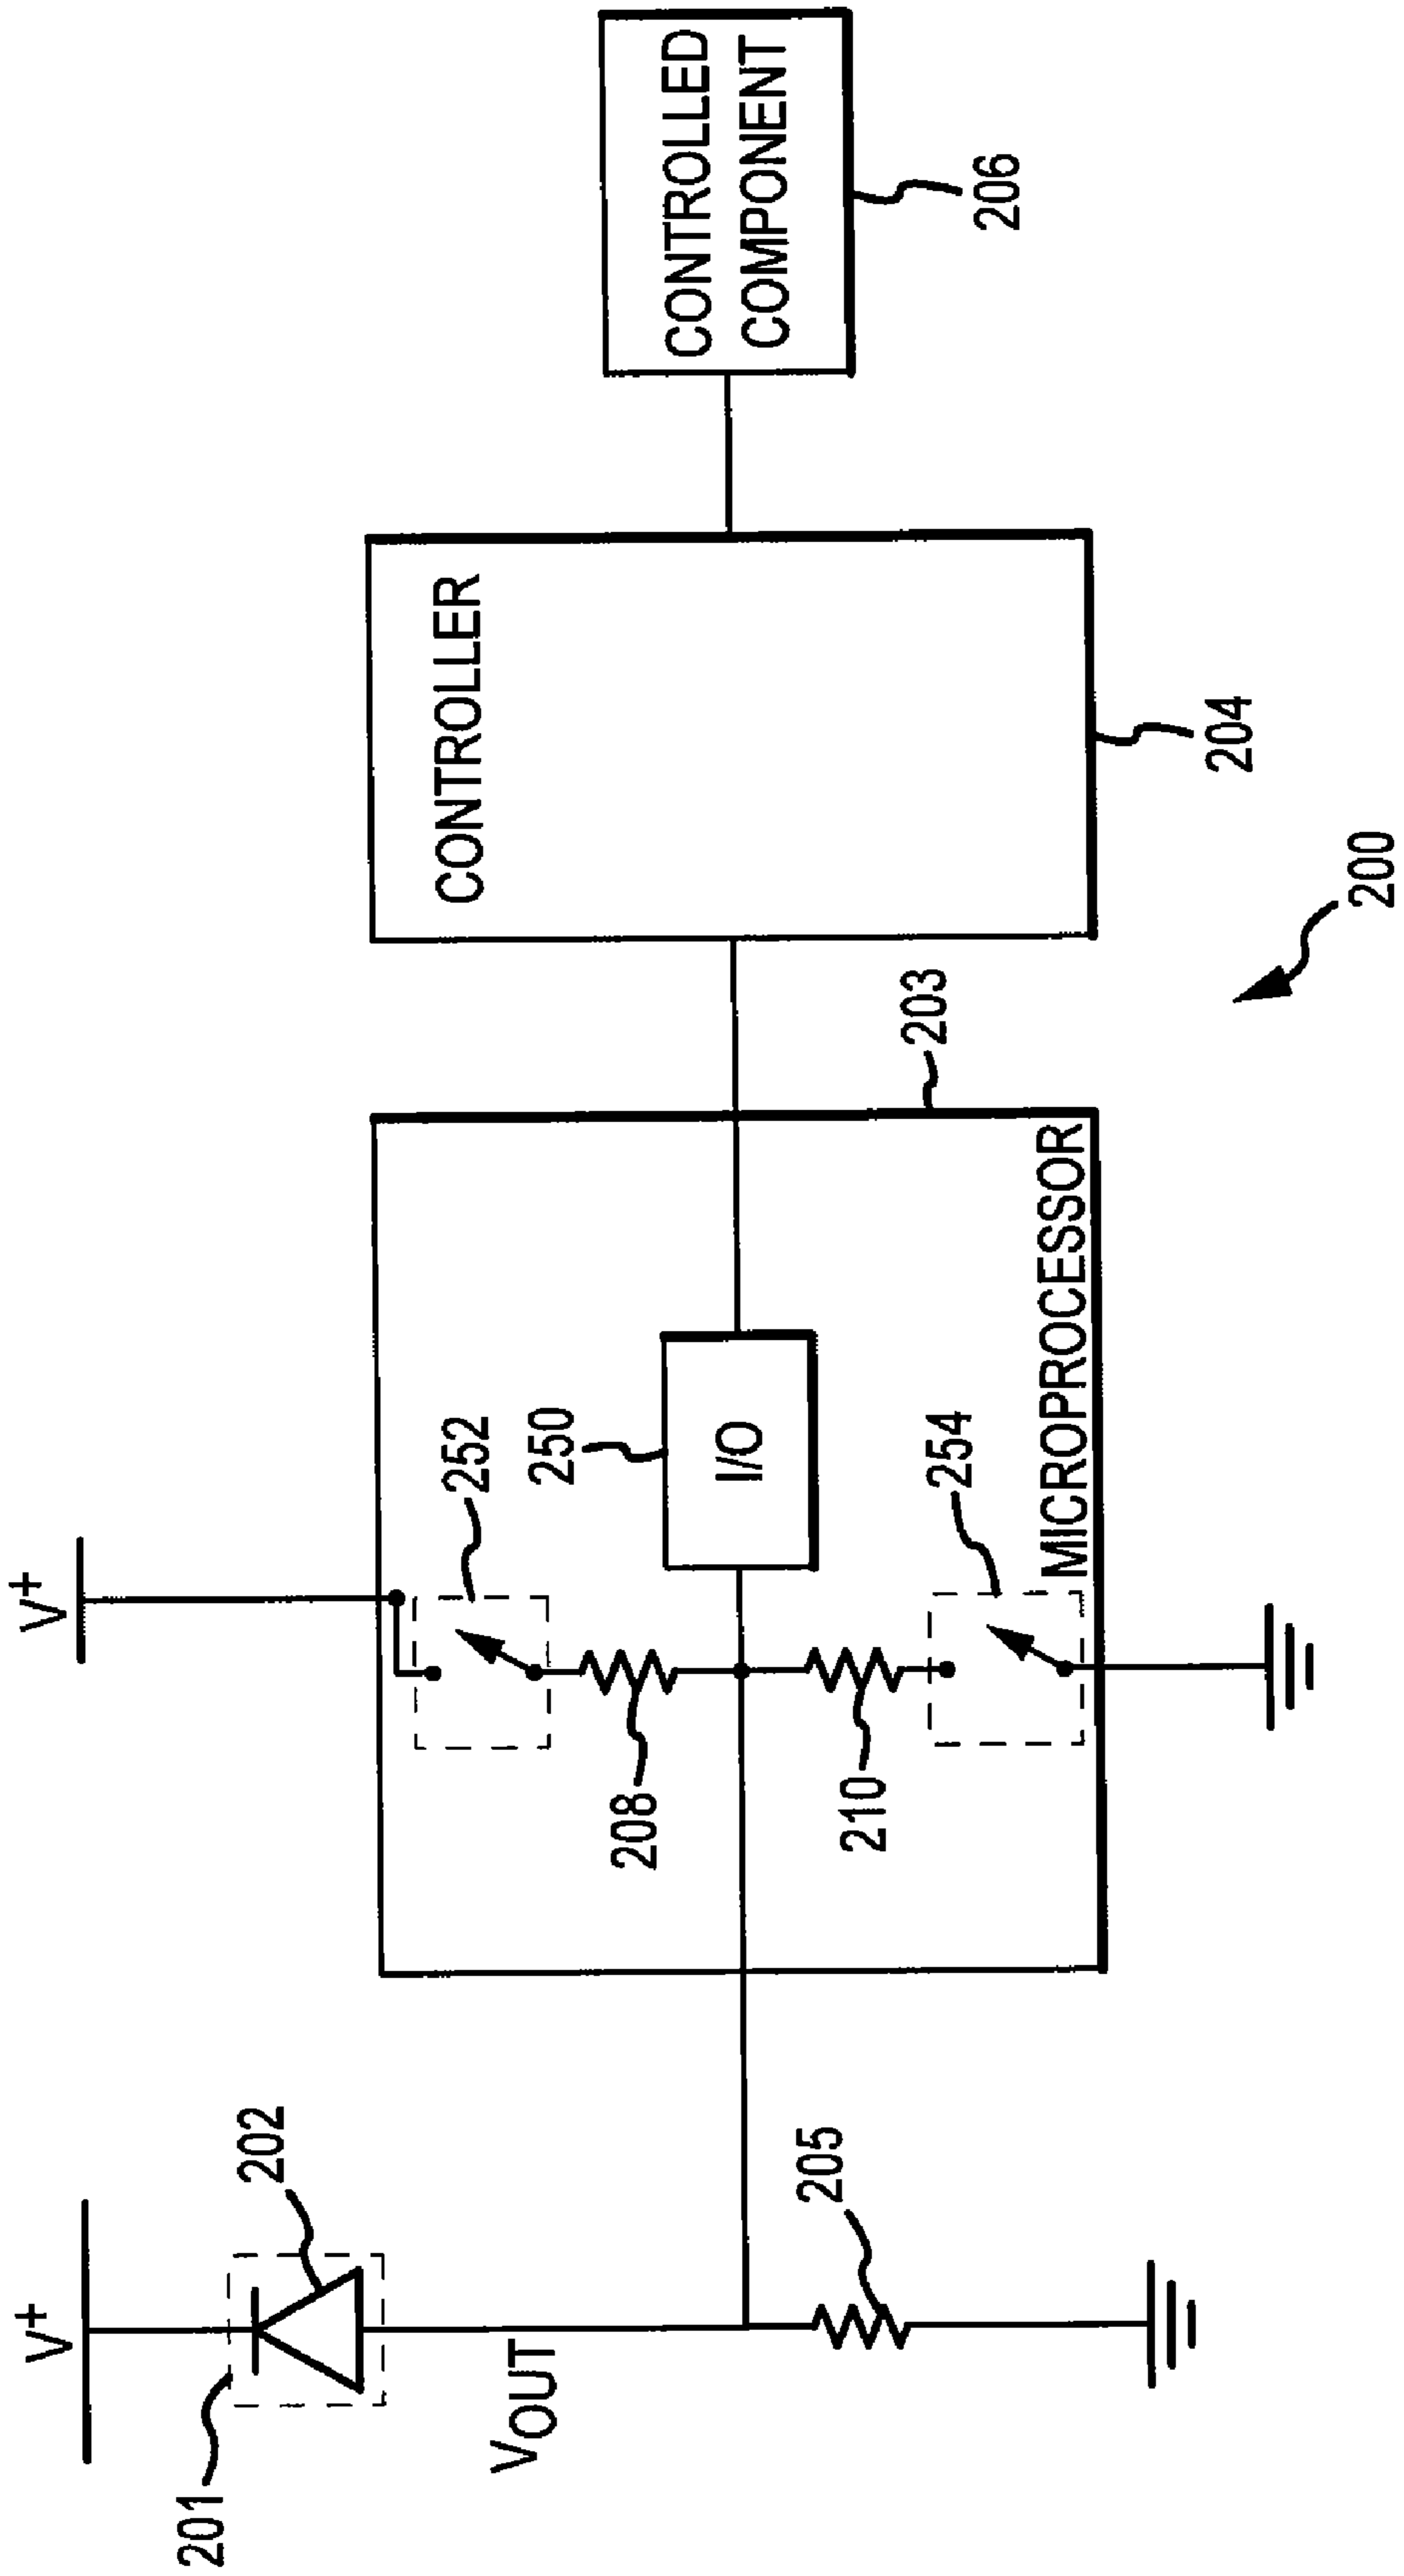 V+
V+
201
202
VOUT
205
252
250
208
I/O
210
254
MICROPROCESSOR
203
CONTROLLER
204
CONTROLLED
COMPONENT
206
200